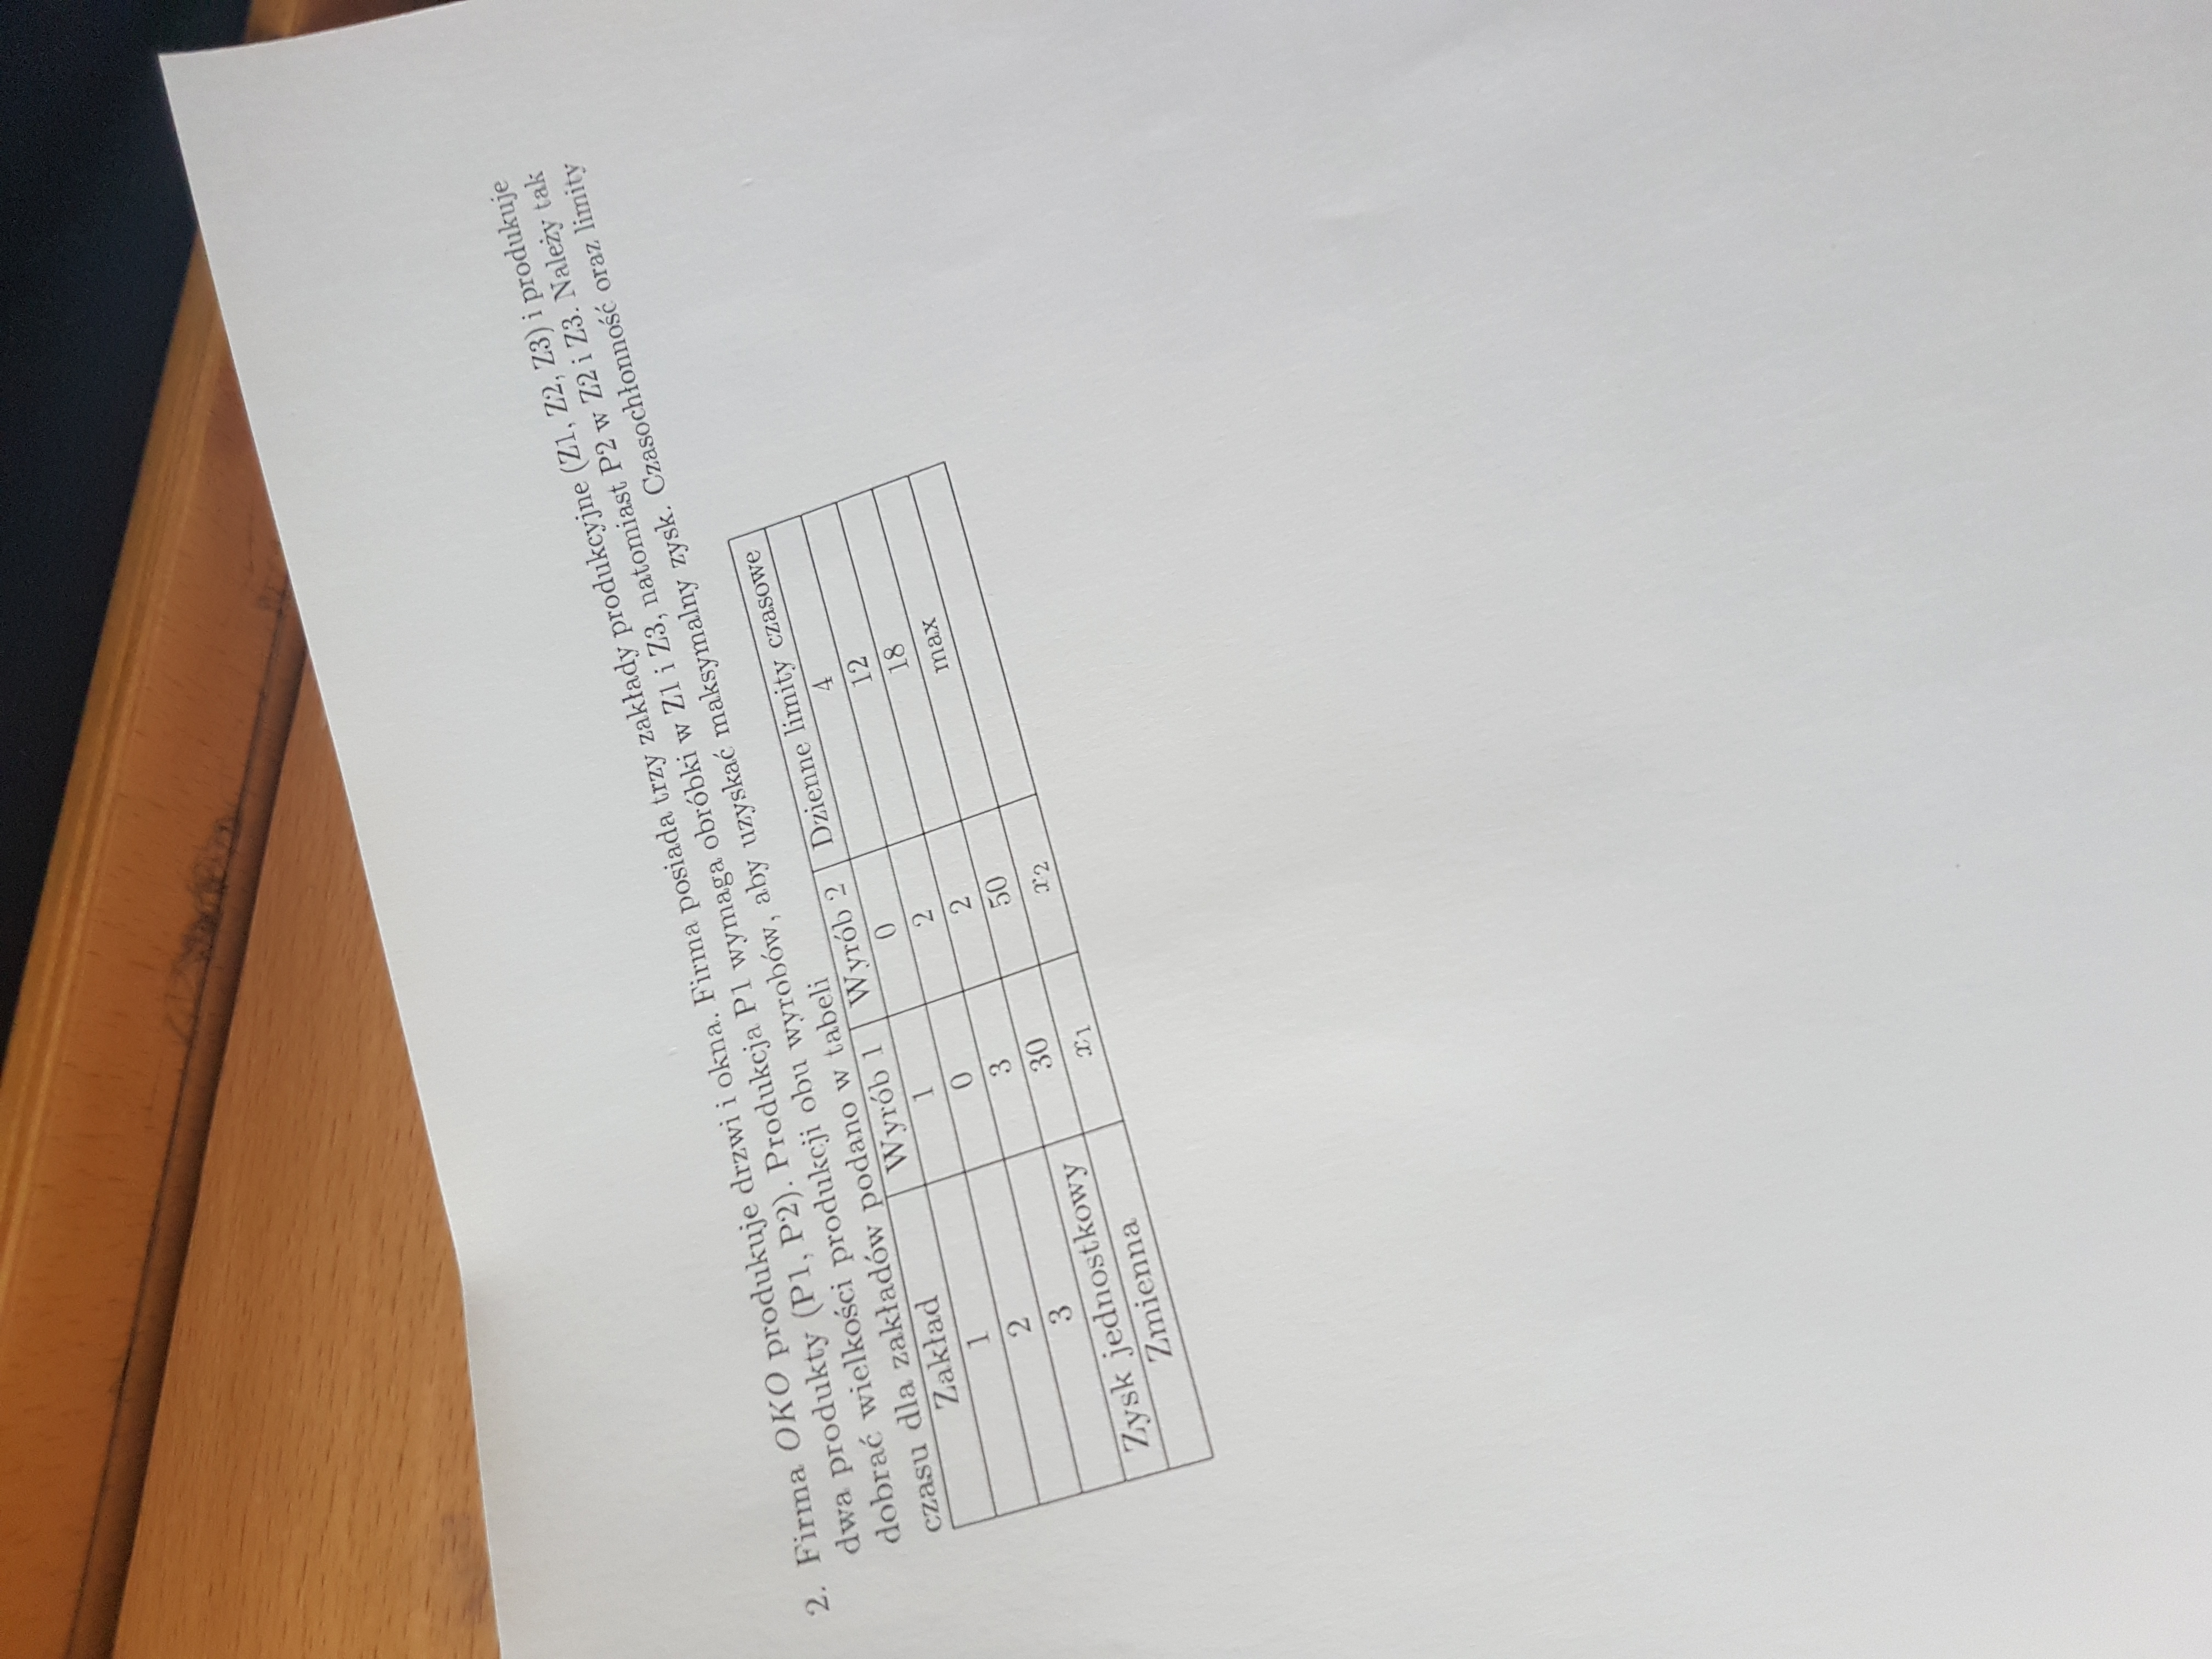 2. Firma OKO produkuje drzwi i okna. Firma posiada trzy zakłady produkcyjne (Z1, Z2, Z3) i produkuje
dwa produkty (P1, P2). Produkcja P1 wymaga obróbki w Z1 i Z3, natomiast P2 w Z2 i Z3. Należy tak
dobrać wielkości produkcji obu wyrobów, aby uzyskać maksymalny zysk. Czasochłonność oraz limity
czasu dla zakładów podano w tabeli
Zakład Wyrób 1 Wyrób 2 Dzienne limity czasowe
1 1 0 4
2 0 2 12
3 3 2 18
Zysk jednostkowy 30 50 max
Zmienna x₁ x₂